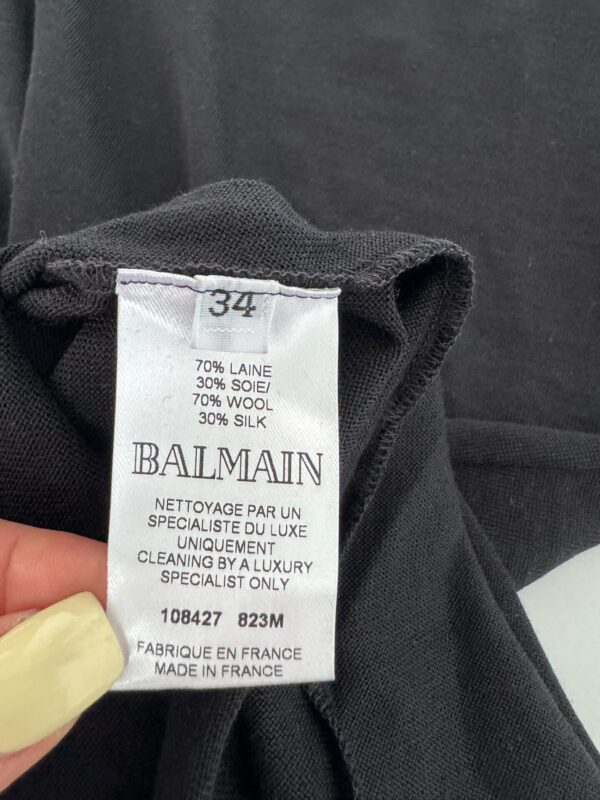 34
70% LAINE
30% SOIE/
70% WOOL
30% SILK
BALMAIN
NETTOYAGE PAR UN
SPECIALISTE DU LUXE
UNIQUEMENT
CLEANING BY A LUXURY
SPECIALIST ONLY
108427 823M
FABRIQUE EN FRANCE
MADE IN FRANCE